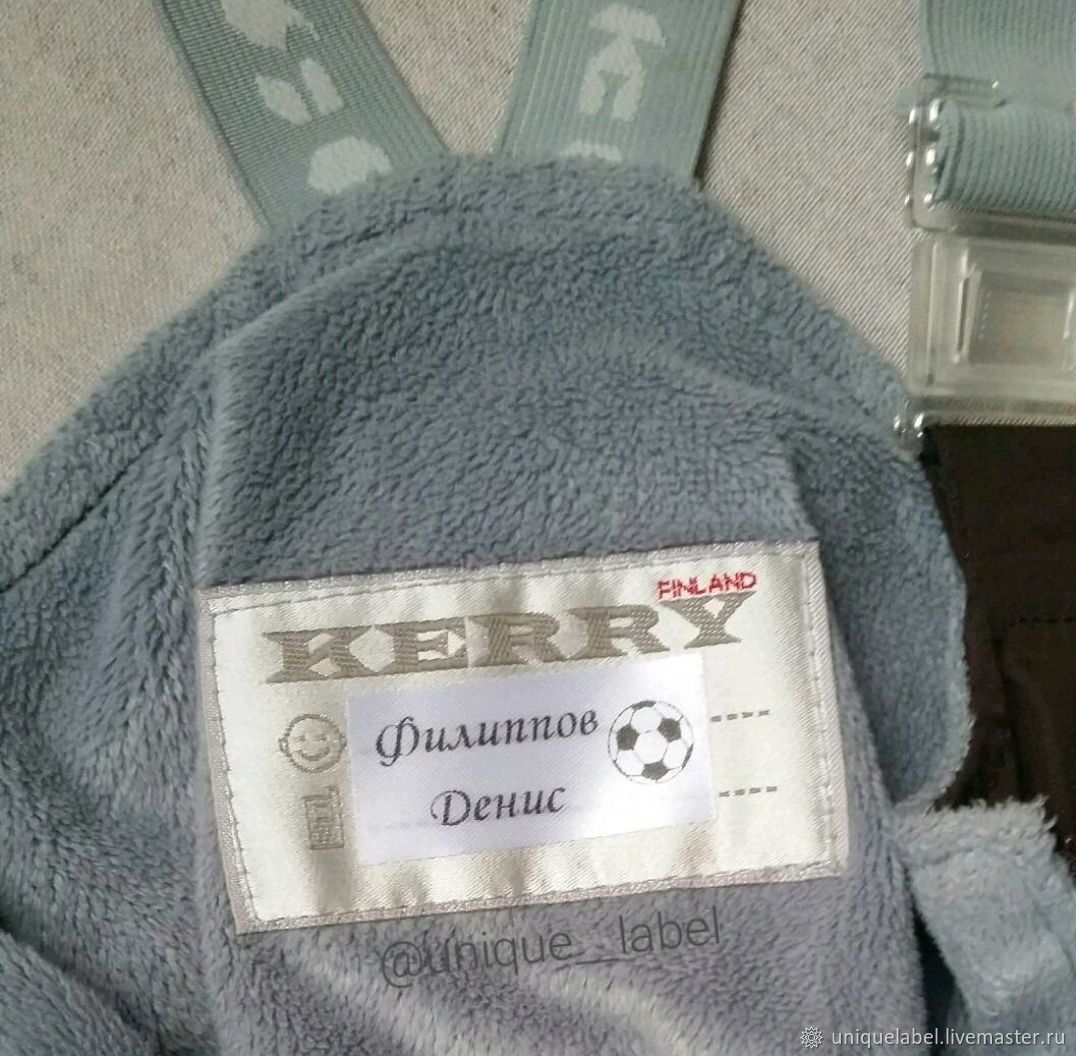 FINLAND
KERRY
Филиппов
Денис
@unique__label
uniquelabel.livemaster.ru